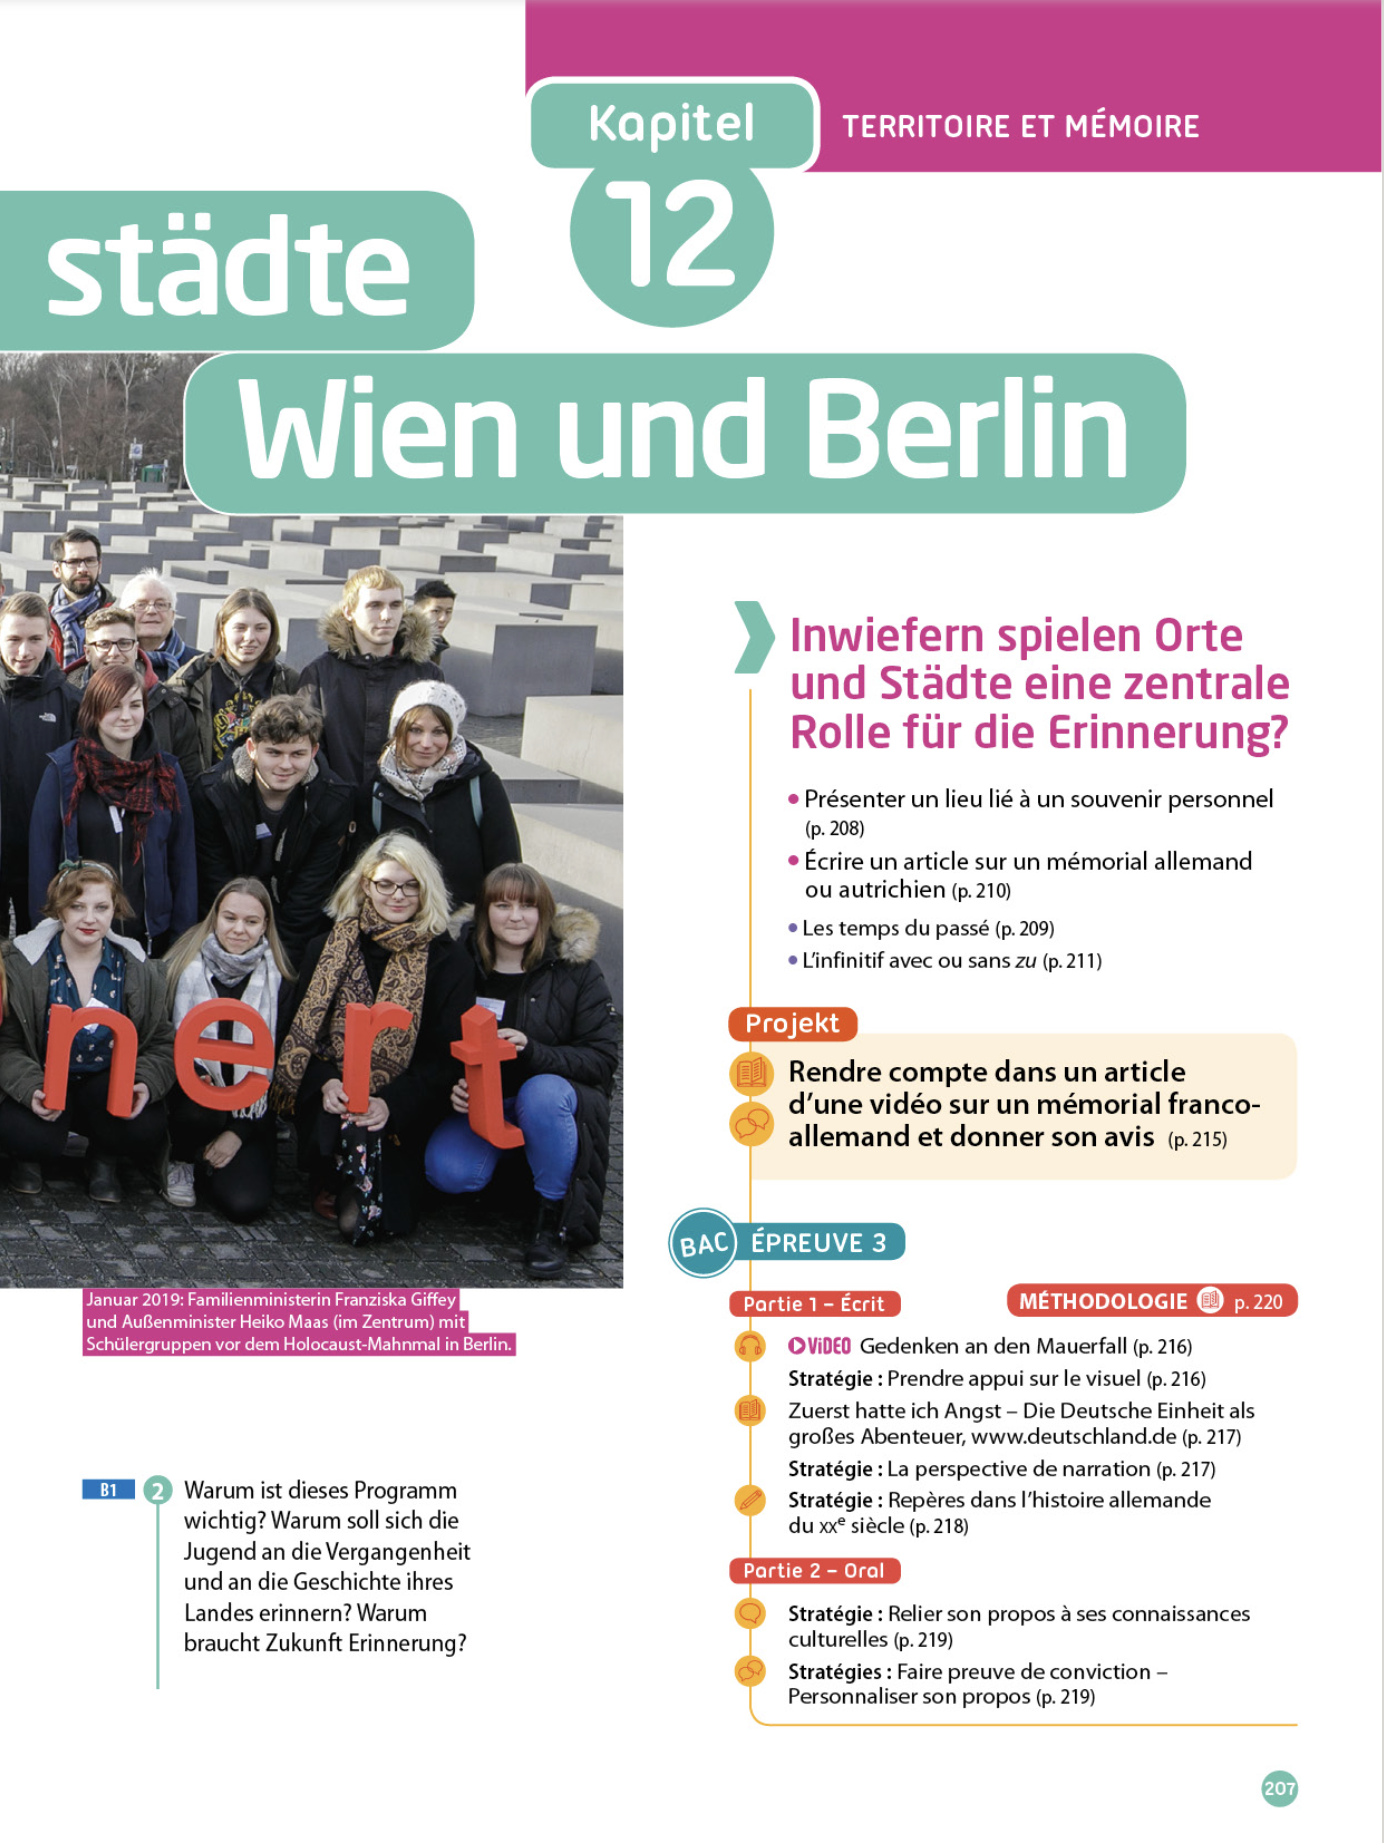 Kapitel
12
TERRITOIRE ET MÉMOIRE
städte
Wien und Berlin
nert
Januar 2019: Familienministerin Franziska Giffey
und Außenminister Heiko Maas (im Zentrum) mit
Schülergruppen vor dem Holocaust-Mahnmal in Berlin.
B1 2 Warum ist dieses Programm
wichtig? Warum soll sich die
Jugend an die Vergangenheit
und an die Geschichte ihres
Landes erinnern? Warum
braucht Zukunft Erinnerung?
Inwiefern spielen Orte
und Städte eine zentrale
Rolle für die Erinnerung?
• Présenter un lieu lié à un souvenir personnel
(p. 208)
• Écrire un article sur un mémorial allemand
ou autrichien (p. 210)
• Les temps du passé (p. 209)
• L'infinitif avec ou sans zu (p. 211)
Projekt
Rendre compte dans un article
d'une vidéo sur un mémorial franco-
allemand et donner son avis (p. 215)
BAC ÉPREUVE 3
Partie 1 – Écrit
MÉTHODOLOGIE p. 220
ViDEO Gedenken an den Mauerfall (p. 216)
Stratégie : Prendre appui sur le visuel (p. 216)
Zuerst hatte ich Angst – Die Deutsche Einheit als
großes Abenteuer, www.deutschland.de (p. 217)
Stratégie : La perspective de narration (p. 217)
Stratégie : Repères dans l'histoire allemande
du XXe siècle (p. 218)
Partie 2 – Oral
Stratégie : Relier son propos à ses connaissances
culturelles (p. 219)
Stratégies : Faire preuve de conviction –
Personnaliser son propos (p. 219)
207